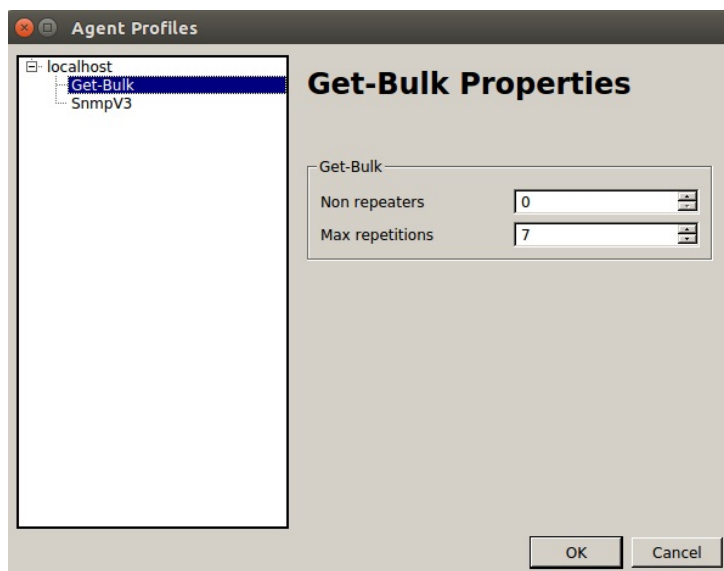 Agent Profiles
localhost
Get-Bulk
SnmpV3
Get-Bulk Properties
Get-Bulk
Non repeaters 0
Max repetitions 7
OK Cancel